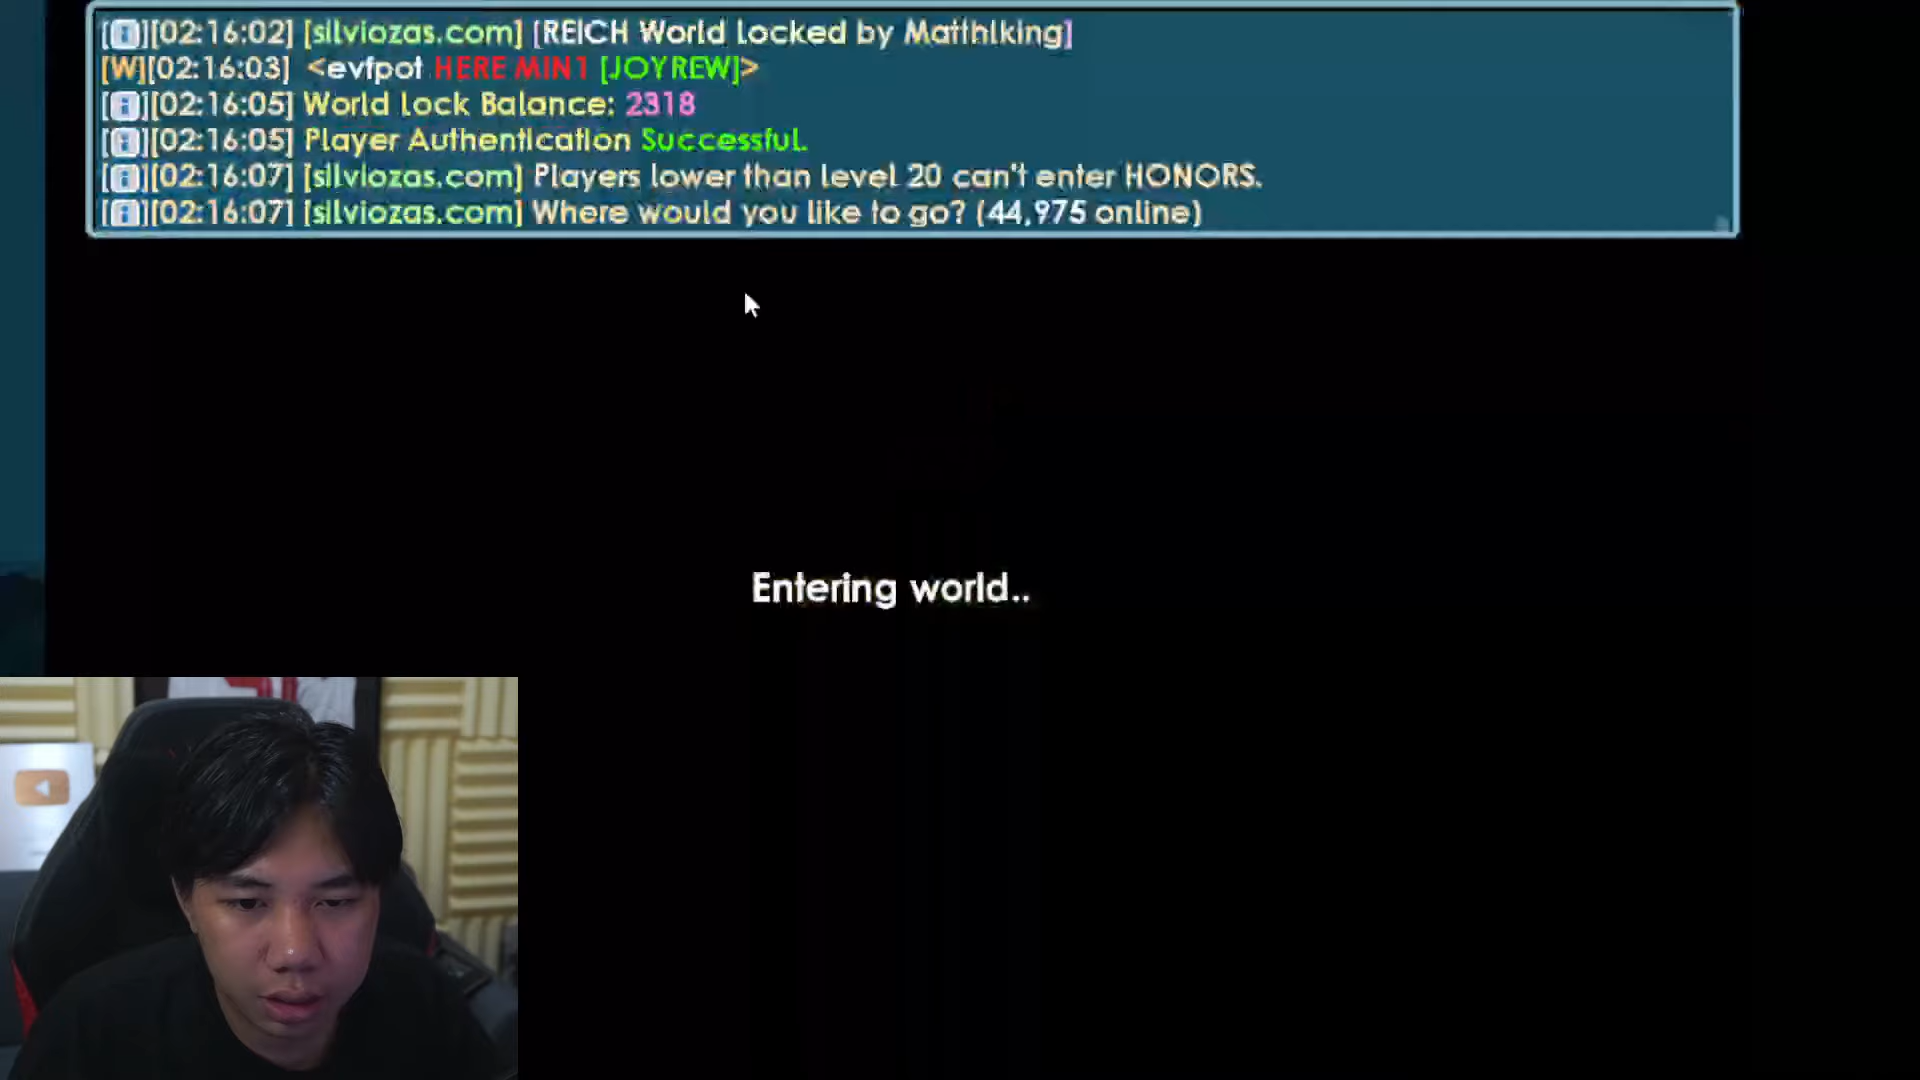 [i][02:16:02] [silviozas.com] [REICH World Locked by Matthiking]
[W][02:16:03] <evfpot HERE MIN1 [JOYREW]>
[i][02:16:05] World Lock Balance: 2318
[i][02:16:05] Player Authentication Successful.
[i][02:16:07] [silviozas.com] Players lower than level 20 can't enter HONORS.
[i][02:16:07] [silviozas.com] Where would you like to go? (44,975 online)
Entering world..